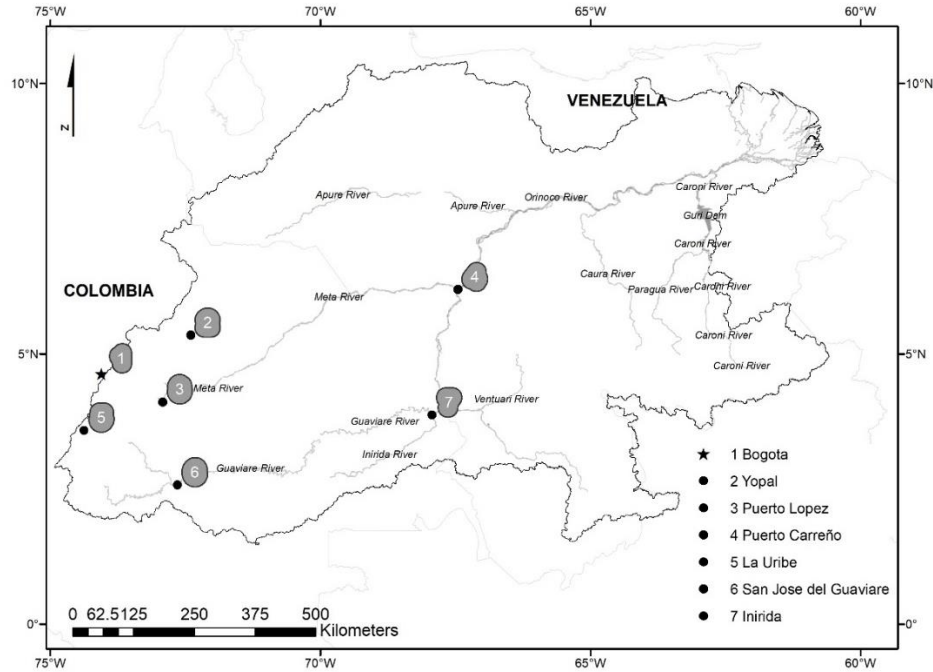 75°W
70°W
65°W
60°W
10°N
10°N
N
VENEZUELA
Apure River
Apure River
Orinoco River
Caroni River
Guri Dam
Caroni River
COLOMBIA
4
Caura River
Paragua River
Caroni River
Meta River
2
5°N
1
Caroni River
5°N
3
Meta River
Caroni River
5
7
Ventuari River
Guaviare River
Inirida River
6
Guaviare River
1 Bogota
2 Yopal
3 Puerto Lopez
4 Puerto Carreño
5 La Uribe
6 San Jose del Guaviare
7 Inirida
0 62.5 125 250 375 500
Kilometers
0°
0°
75°W
70°W
65°W
60°W